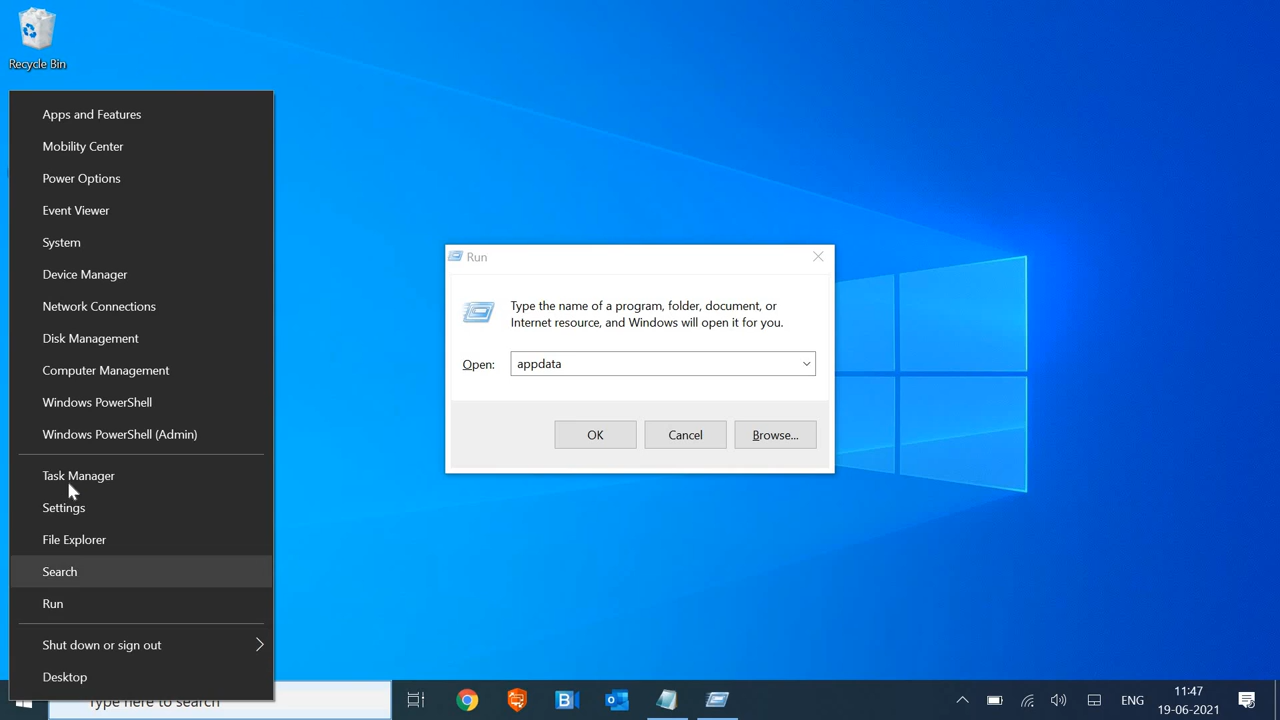 Recycle Bin
Apps and Features
Mobility Center
Power Options
Event Viewer
System
Device Manager
Network Connections
Disk Management
Computer Management
Windows PowerShell
Windows PowerShell (Admin)
Task Manager
Settings
File Explorer
Search
Run
Shut down or sign out
Desktop
Run
Type the name of a program, folder, document, or
Internet resource, and Windows will open it for you.
Open: appdata
OK Cancel Browse...
Type here to search
B!
ENG
11:47
19-06-2021